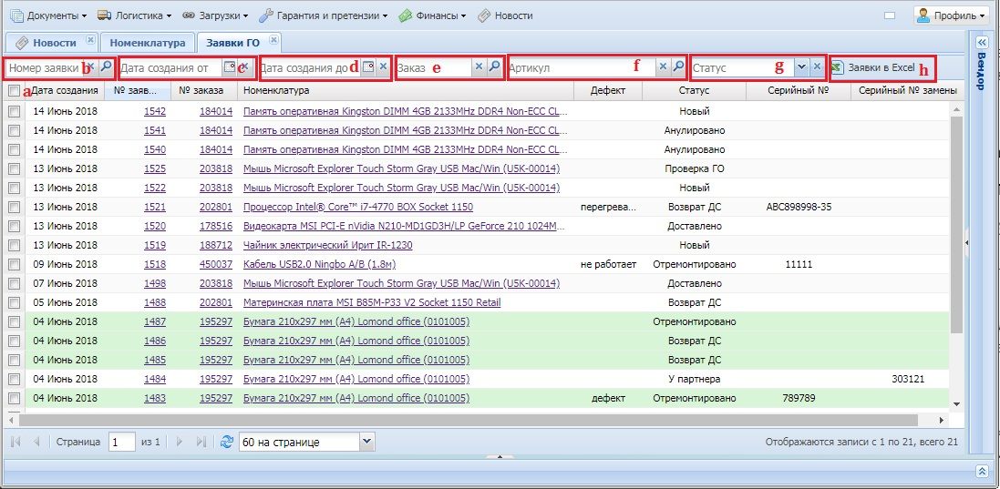 Документы Логистика Загрузки Гарантия и претензии Финансы Новости Профиль
Новости Номенклатура Заявки ГО
Номер заявки b Дата создания от c Дата создания до d Заказ e Артикул f Статус g Заявки в Excel h
a Дата создания № заяв... № заказа Номенклатура Дефект Статус Серийный № Серийный № замены
14 Июнь 2018 1542 184014 Память оперативная Kingston DIMM 4GB 2133MHz DDR4 Non-ECC CL... Новый
14 Июнь 2018 1541 184014 Память оперативная Kingston DIMM 4GB 2133MHz DDR4 Non-ECC CL... Анулировано
14 Июнь 2018 1540 184014 Память оперативная Kingston DIMM 4GB 2133MHz DDR4 Non-ECC CL... Анулировано
13 Июнь 2018 1525 203818 Мышь Microsoft Explorer Touch Storm Gray USB Mac/Win (U5K-00014) Проверка ГО
13 Июнь 2018 1522 203818 Мышь Microsoft Explorer Touch Storm Gray USB Mac/Win (U5K-00014) Новый
13 Июнь 2018 1521 202801 Процессор Intel® Core™ i7-4770 BOX Socket 1150 перегрева... Возврат ДС ABC898998-35
13 Июнь 2018 1520 178516 Видеокарта MSI PCI-E nVidia N210-MD1GD3H/LP GeForce 210 1024M... Доставлено
13 Июнь 2018 1519 188712 Чайник электрический Ирит IR-1230 Новый
09 Июнь 2018 1518 450037 Кабель USB2.0 Ningbo A/B (1.8м) не работает Отремонтировано 11111
07 Июнь 2018 1498 203818 Мышь Microsoft Explorer Touch Storm Gray USB Mac/Win (U5K-00014) Доставлено
05 Июнь 2018 1488 202801 Материнская плата MSI B85M-P33 V2 Socket 1150 Retail Возврат ДС
04 Июнь 2018 1487 195297 Бумага 210x297 мм (A4) Lomond office (0101005) Отремонтировано
04 Июнь 2018 1486 195297 Бумага 210x297 мм (A4) Lomond office (0101005) Возврат ДС
04 Июнь 2018 1485 195297 Бумага 210x297 мм (A4) Lomond office (0101005) Возврат ДС
04 Июнь 2018 1484 195297 Бумага 210x297 мм (A4) Lomond office (0101005) У партнера 303121
04 Июнь 2018 1483 195297 Бумага 210x297 мм (A4) Lomond office (0101005) дефект Отремонтировано 789789
Страница 1 из 1 60 на странице Отображаются записи с 1 по 21, всего 21
Вендор